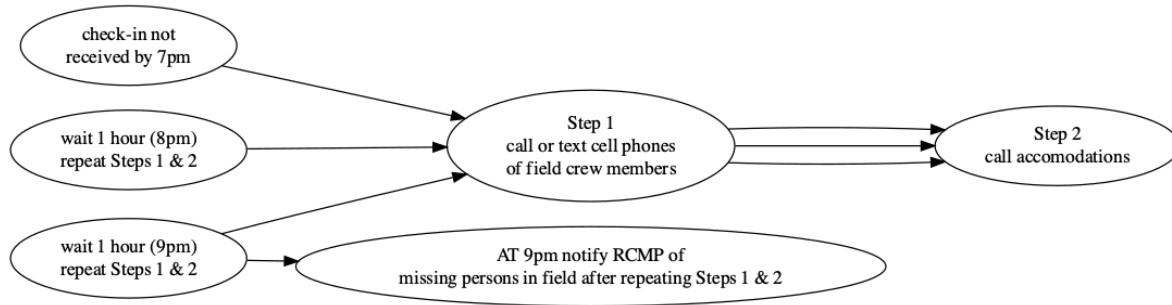 check-in not
received by 7pm
wait 1 hour (8pm)
repeat Steps 1 & 2
wait 1 hour (9pm)
repeat Steps 1 & 2
Step 1
call or text cell phones
of field crew members
AT 9pm notify RCMP of
missing persons in field after repeating Steps 1 & 2
Step 2
call accomodations